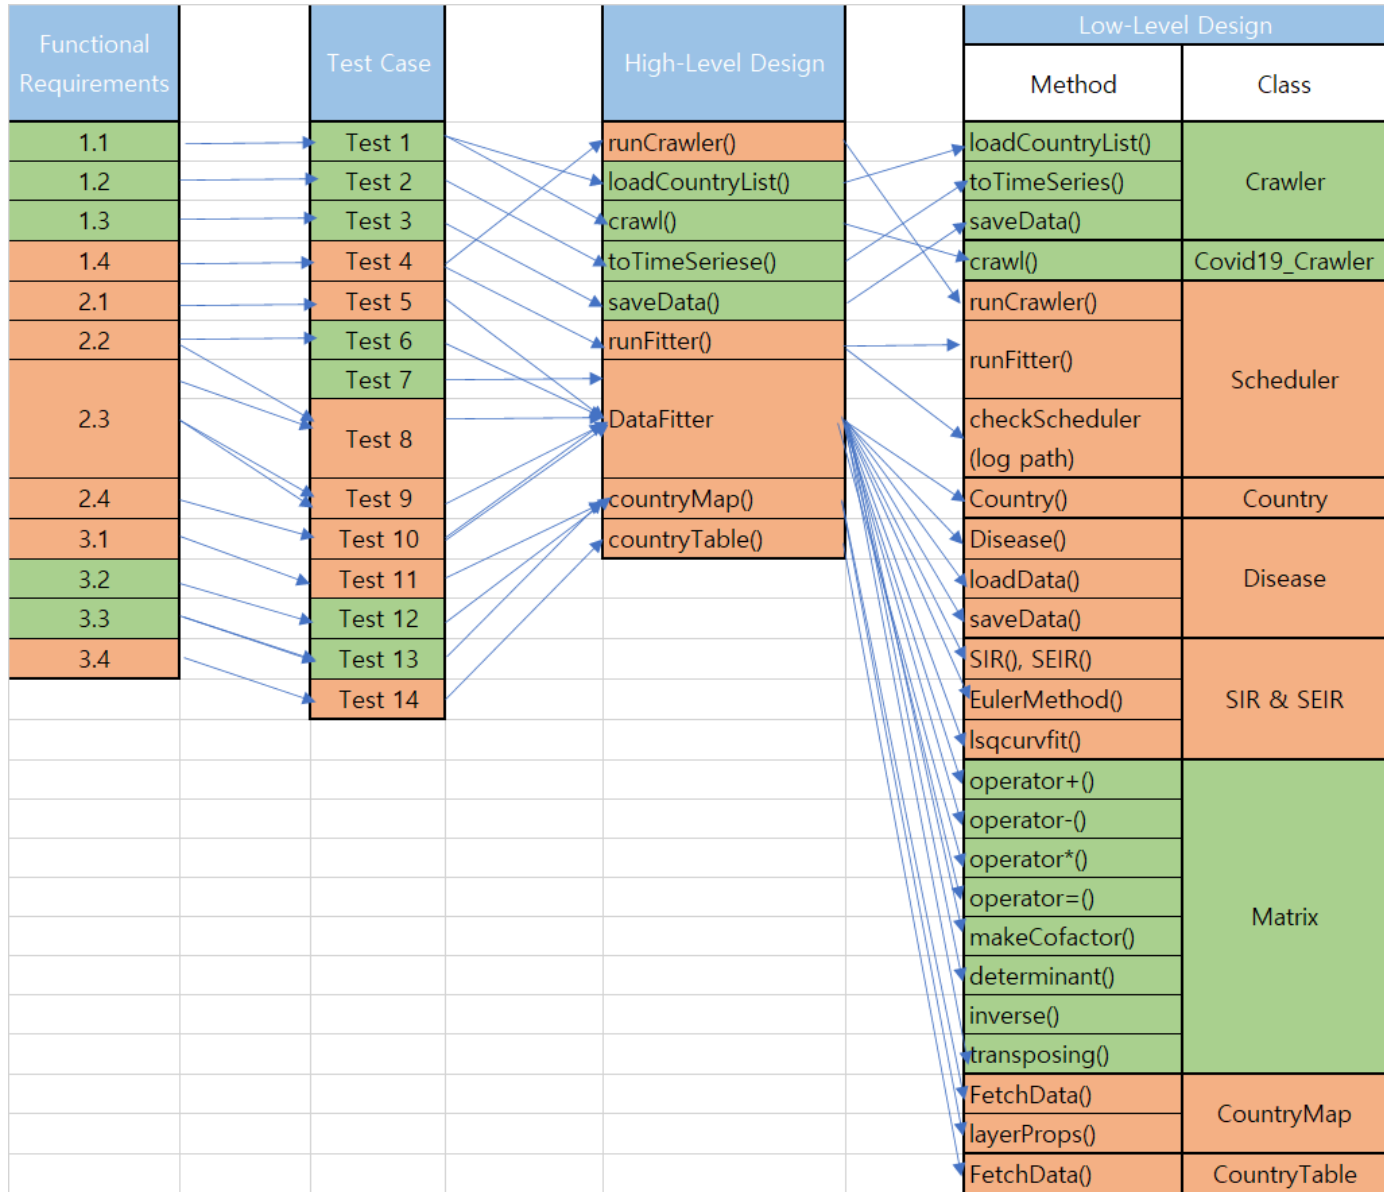 Functional
Requirements
Test Case
High-Level Design
Low-Level Design
Method
Class
1.1
Test 1
runCrawler()
loadCountryList()
Crawler
1.2
Test 2
loadCountryList()
toTimeSeries()
1.3
Test 3
crawl()
saveData()
1.4
Test 4
toTimeSeriese()
crawl()
Covid19_Crawler
2.1
Test 5
saveData()
runCrawler()
Scheduler
2.2
Test 6
runFitter()
runFitter()
2.3
Test 7
DataFitter
Test 8
checkScheduler
(log path)
2.4
Test 9
countryMap()
Country()
Country
3.1
Test 10
countryTable()
Disease()
Disease
3.2
Test 11
loadData()
3.3
Test 12
saveData()
3.4
Test 13
SIR(), SEIR()
SIR & SEIR
Test 14
EulerMethod()
lsqcurvfit()
operator+()
Matrix
operator-()
operator*()
operator=()
makeCofactor()
determinant()
inverse()
transposing()
FetchData()
CountryMap
layerProps()
FetchData()
CountryTable